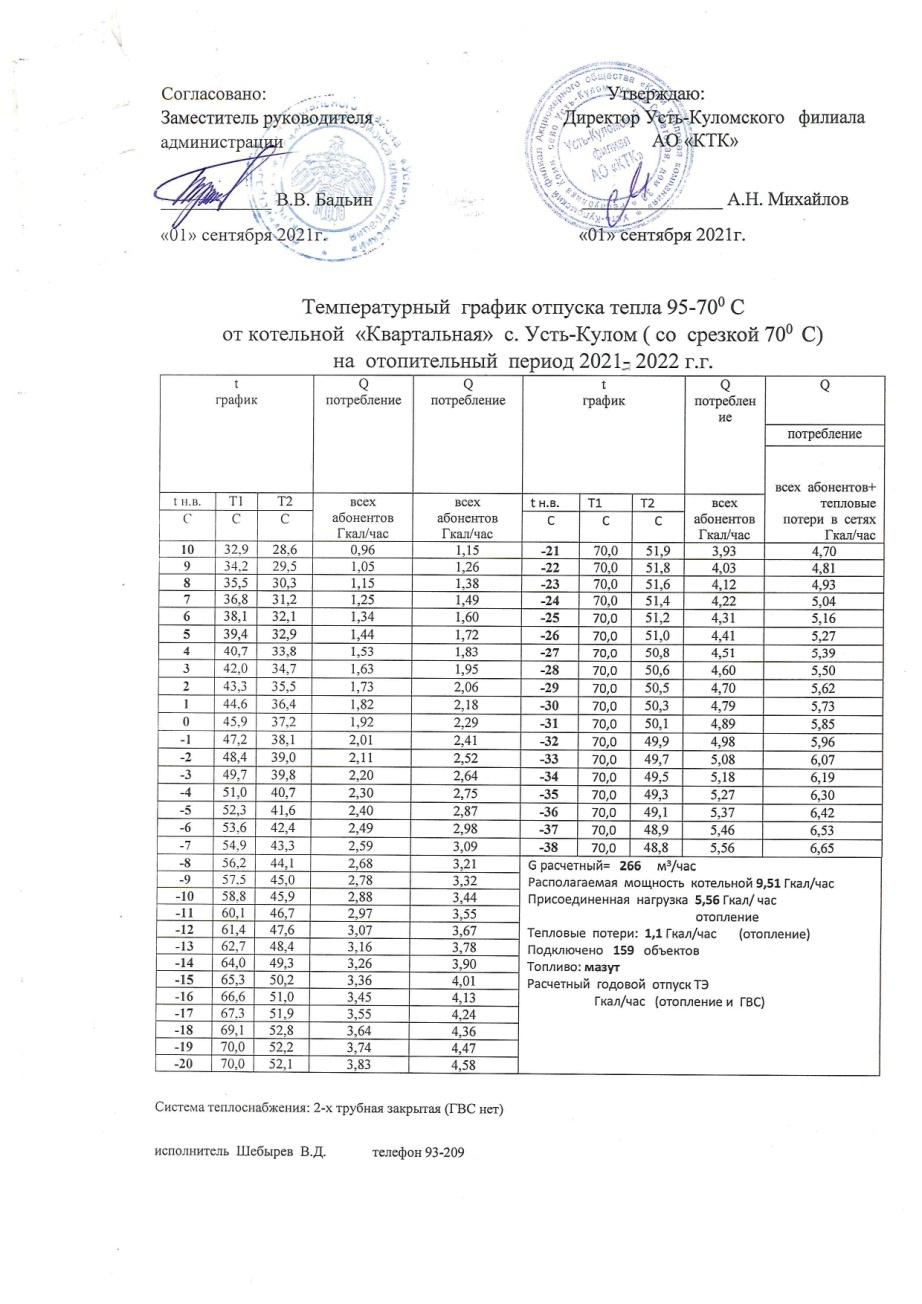 Согласовано:
Заместитель руководителя
администрации
В.В. Бадьин
«01» сентября 2021г.
Утверждаю:
Директор Усть-Куломского филиала
АО «КТК»
А.Н. Михайлов
«01» сентября 2021г.
Усть-Куломский
филиал
АО «КТК»
Температурный график отпуска тепла 95-70⁰ С
от котельной «Квартальная» с. Усть-Кулом ( со срезкой 70⁰ С)
на отопительный период 2021- 2022 г.г.
t график Q потребление Q потребление t график Q потреблен ие Q потребление
t н.в. Т1 Т2 всех абонентов Гкал/час всех абонентов Гкал/час t н.в. Т1 Т2 всех абонентов Гкал/час всех абонентов+ тепловые потери в сетях Гкал/час
С С С С С С
10 32,9 28,6 0,96 1,15 -21 70,0 51,9 3,93 4,70
9 34,2 29,5 1,05 1,26 -22 70,0 51,8 4,03 4,81
8 35,5 30,3 1,15 1,38 -23 70,0 51,6 4,12 4,93
7 36,8 31,2 1,25 1,49 -24 70,0 51,4 4,22 5,04
6 38,1 32,1 1,34 1,60 -25 70,0 51,2 4,31 5,16
5 39,4 32,9 1,44 1,72 -26 70,0 51,0 4,41 5,27
4 40,7 33,8 1,53 1,83 -27 70,0 50,8 4,51 5,39
3 42,0 34,7 1,63 1,95 -28 70,0 50,6 4,60 5,50
2 43,3 35,5 1,73 2,06 -29 70,0 50,5 4,70 5,62
1 44,6 36,4 1,82 2,18 -30 70,0 50,3 4,79 5,73
0 45,9 37,2 1,92 2,29 -31 70,0 50,1 4,89 5,85
-1 47,2 38,1 2,01 2,41 -32 70,0 49,9 4,98 5,96
-2 48,4 39,0 2,11 2,52 -33 70,0 49,7 5,08 6,07
-3 49,7 39,8 2,20 2,64 -34 70,0 49,5 5,18 6,19
-4 51,0 40,7 2,30 2,75 -35 70,0 49,3 5,27 6,30
-5 52,3 41,6 2,40 2,87 -36 70,0 49,1 5,37 6,42
-6 53,6 42,4 2,49 2,98 -37 70,0 48,9 5,46 6,53
-7 54,9 43,3 2,59 3,09 -38 70,0 48,8 5,56 6,65
-8 56,2 44,1 2,68 3,21
-9 57,5 45,0 2,78 3,32
-10 58,8 45,9 2,88 3,44
-11 60,1 46,7 2,97 3,55
-12 61,4 47,6 3,07 3,67
-13 62,7 48,4 3,16 3,78
-14 64,0 49,3 3,26 3,90
-15 65,3 50,2 3,36 4,01
-16 66,6 51,0 3,45 4,13
-17 67,3 51,9 3,55 4,24
-18 69,1 52,8 3,64 4,36
-19 70,0 52,2 3,74 4,47
-20 70,0 52,1 3,83 4,58
G расчетный= 266 м³/час
Располагаемая мощность котельной 9,51 Гкал/час
Присоединенная нагрузка 5,56 Гкал/ час
отопление
Тепловые потери: 1,1 Гкал/час (отопление)
Подключено 159 объектов
Топливо: мазут
Расчетный годовой отпуск ТЭ
Гкал/час (отопление и ГВС)
Система теплоснабжения: 2-х трубная закрытая (ГВС нет)
исполнитель Шебырев В.Д. телефон 93-209